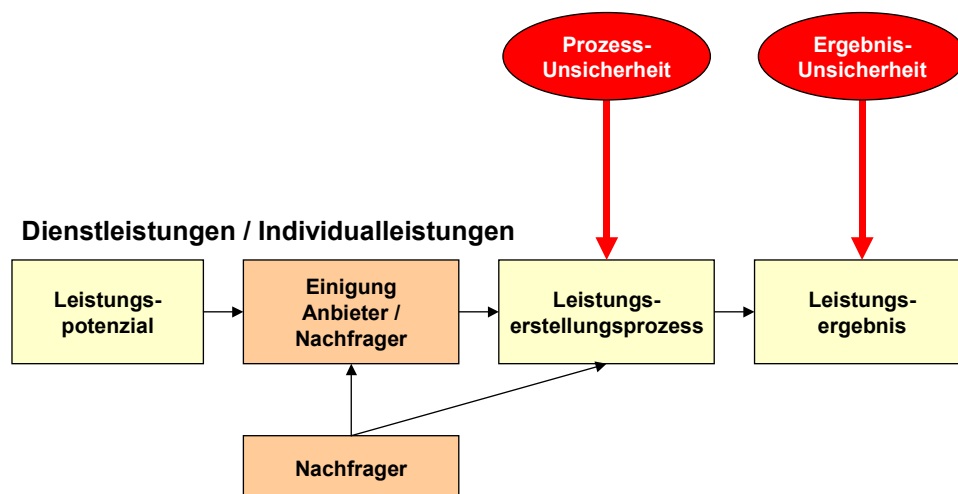 Prozess-
Unsicherheit
Ergebnis-
Unsicherheit
Dienstleistungen / Individualleistungen
Leistungs-
potenzial
Einigung
Anbieter /
Nachfrager
Leistungs-
erstellungsprozess
Leistungs-
ergebnis
Nachfrager